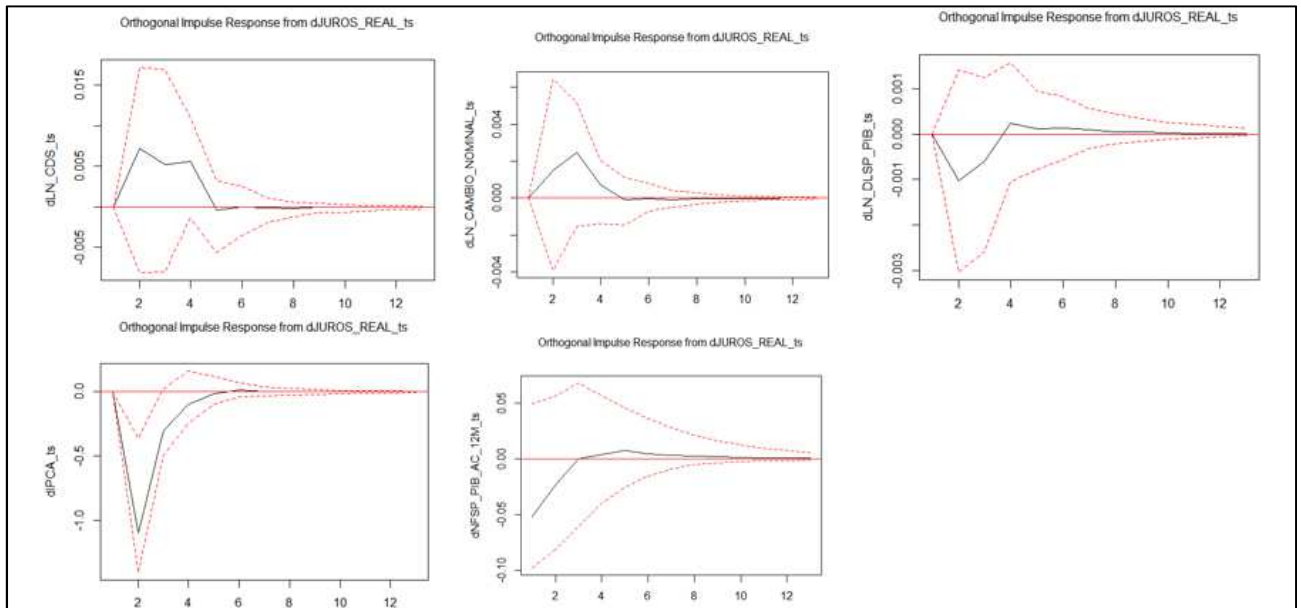 Orthogonal Impulse Response from dJUROS_REAL_ts
dLN_CDS_ts
0.015
0.005
-0.005
2 4 6 8 10 12
Orthogonal Impulse Response from dJUROS_REAL_ts
dLN_CAMBIO_NOMINAL_ts
0.004
0.000
-0.004
2 4 6 8 10 12
Orthogonal Impulse Response from dJUROS_REAL_ts
dLN_DLSP_PIB_ts
0.001
0.000
-0.001
-0.003
2 4 6 8 10 12
Orthogonal Impulse Response from dJUROS_REAL_ts
dIPCA_ts
0.0
-0.5
-1.0
2 4 6 8 10 12
Orthogonal Impulse Response from dJUROS_REAL_ts
dNFSP_PIB_AC_12M_ts
0.05
0.00
-0.05
-0.10
2 4 6 8 10 12